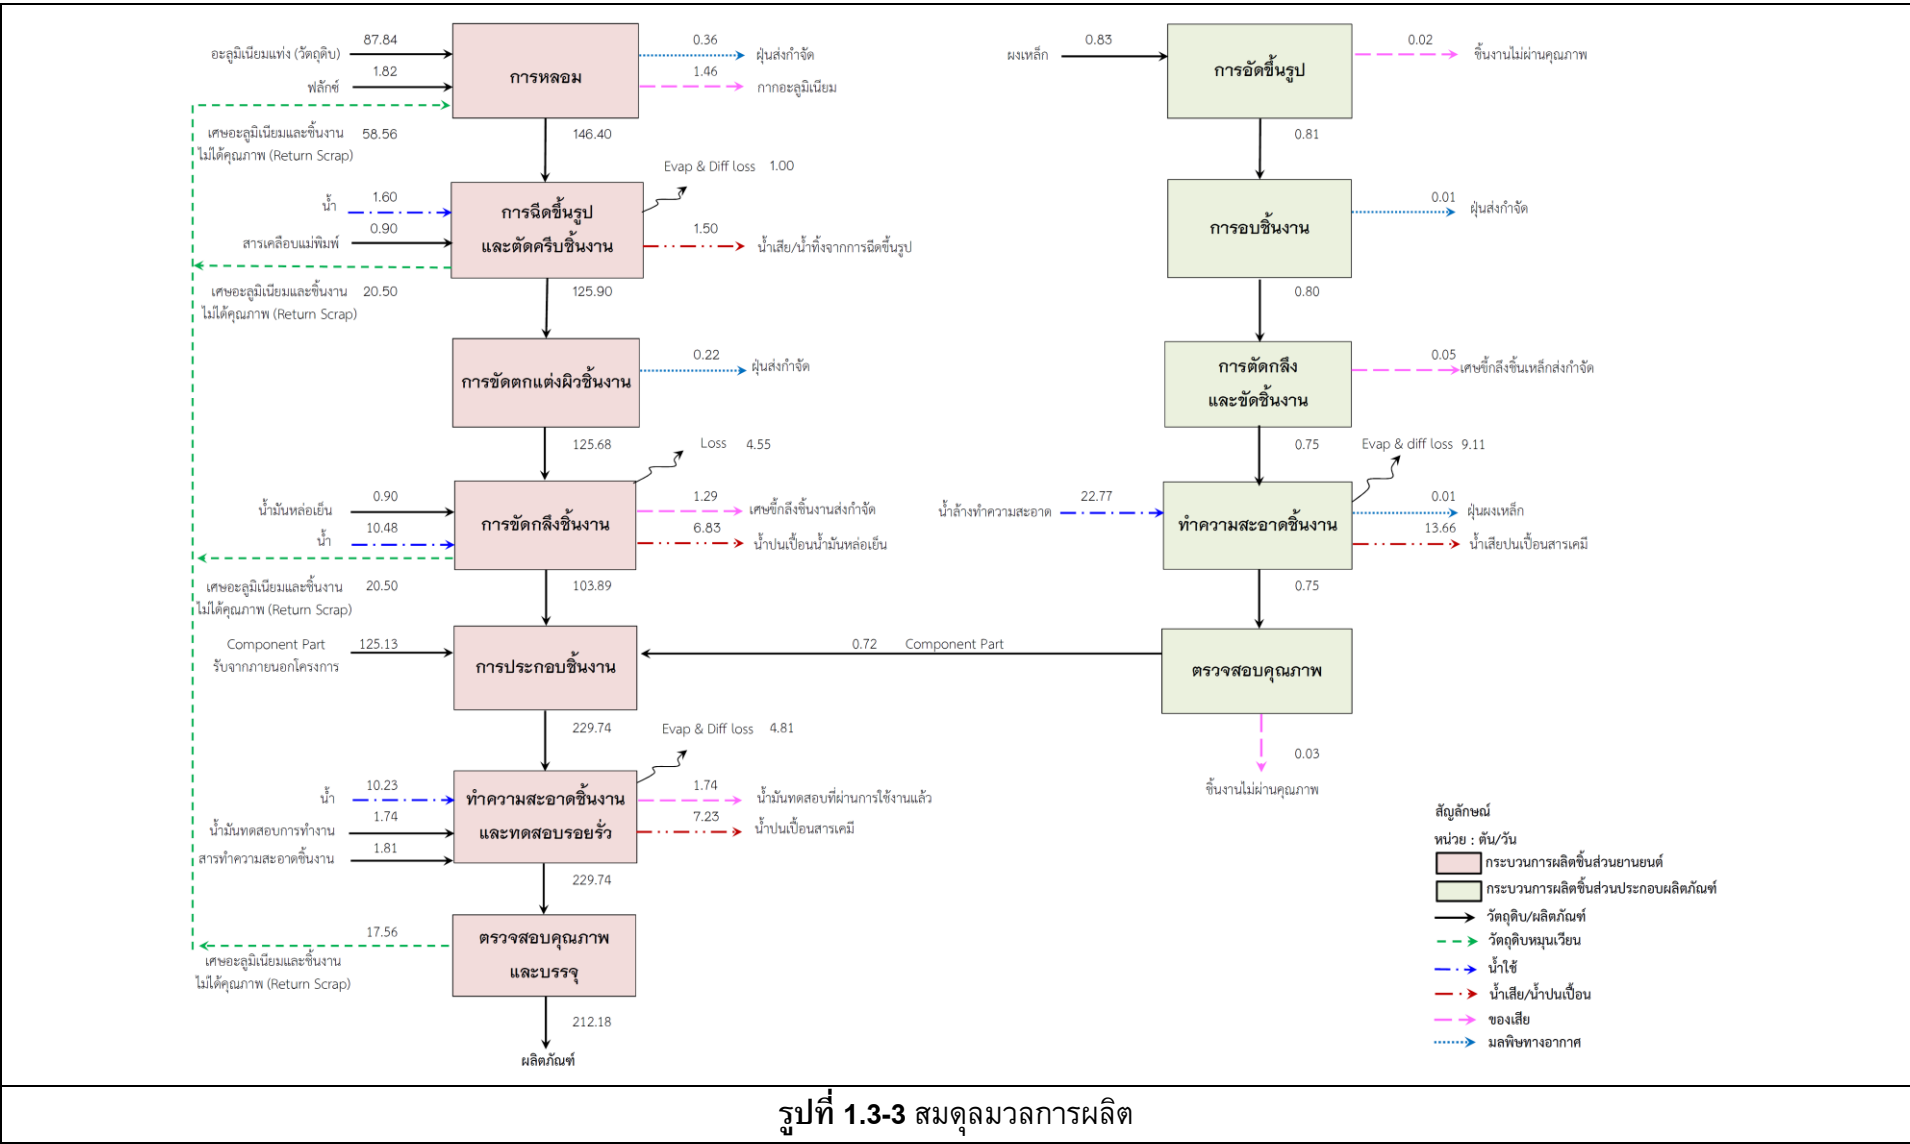 อะลูมิเนียมแท่ง (วัตถุดิบ)
87.84
ฟลักซ์
1.82
การหลอม
0.36
ฝุ่นส่งกำจัด
1.46
กากอะลูมิเนียม
เศษอะลูมิเนียมและชิ้นงาน
ไม่ได้คุณภาพ (Return Scrap)
58.56
146.40
Evap & Diff loss 1.00
น้ำ
1.60
สารเคลือบแม่พิมพ์
0.90
การฉีดขึ้นรูป
และตัดครีบชิ้นงาน
1.50
น้ำเสีย/น้ำทิ้งจากการฉีดขึ้นรูป
เศษอะลูมิเนียมและชิ้นงาน
ไม่ได้คุณภาพ (Return Scrap)
20.50
125.90
การขัดตกแต่งผิวชิ้นงาน
0.22
ฝุ่นส่งกำจัด
125.68
Loss 4.55
น้ำมันหล่อเย็น
0.90
น้ำ
10.48
การขัดกลึงชิ้นงาน
1.29
เศษขี้กลึงชิ้นงานส่งกำจัด
6.83
น้ำปนเปื้อนน้ำมันหล่อเย็น
เศษอะลูมิเนียมและชิ้นงาน
ไม่ได้คุณภาพ (Return Scrap)
20.50
103.89
Component Part
รับจากภายนอกโครงการ
125.13
การประกอบชิ้นงาน
0.72 Component Part
229.74
Evap & Diff loss 4.81
น้ำ
10.23
น้ำมันทดสอบการทำงาน
1.74
สารทำความสะอาดชิ้นงาน
1.81
ทำความสะอาดชิ้นงาน
และทดสอบรอยรั่ว
1.74
น้ำมันทดสอบที่ผ่านการใช้งานแล้ว
7.23
น้ำปนเปื้อนสารเคมี
229.74
17.56
เศษอะลูมิเนียมและชิ้นงาน
ไม่ได้คุณภาพ (Return Scrap)
ตรวจสอบคุณภาพ
และบรรจุ
212.18
ผลิตภัณฑ์
ผงเหล็ก
0.83
การอัดขึ้นรูป
0.02
ชิ้นงานไม่ผ่านคุณภาพ
0.81
การอบชิ้นงาน
0.01
ฝุ่นส่งกำจัด
0.80
การตัดกลึง
และขัดชิ้นงาน
0.05
เศษขี้กลึงชิ้นเหล็กส่งกำจัด
0.75
Evap & diff loss 9.11
น้ำล้างทำความสะอาด
22.77
ทำความสะอาดชิ้นงาน
0.01
ฝุ่นผงเหล็ก
13.66
น้ำเสียปนเปื้อนสารเคมี
0.75
ตรวจสอบคุณภาพ
0.03
ชิ้นงานไม่ผ่านคุณภาพ
สัญลักษณ์
หน่วย : ตัน/วัน
กระบวนการผลิตชิ้นส่วนยานยนต์
กระบวนการผลิตชิ้นส่วนประกอบผลิตภัณฑ์
วัตถุดิบ/ผลิตภัณฑ์
วัตถุดิบหมุนเวียน
น้ำใช้
น้ำเสีย/น้ำปนเปื้อน
ของเสีย
มลพิษทางอากาศ
รูปที่ 1.3-3 สมดุลมวลการผลิต